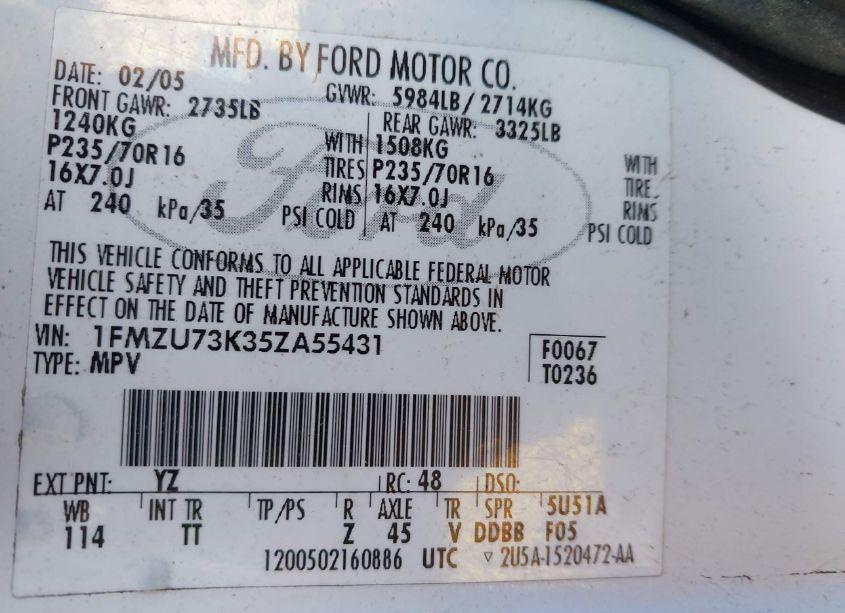 MFD. BY FORD MOTOR CO.
DATE: 02/05 GVWR: 5984LB/2714KG
FRONT GAWR: 2735LB REAR GAWR: 3325LB
1240KG WITH 1508KG WITH
P235/70R16 TIRES P235/70R16 TIRES
16X7.0J RIMS 16X7.0J RIMS
AT 240 kPa/35 PSI COLD AT 240 kPa/35 PSI COLD
Ford
THIS VEHICLE CONFORMS TO ALL APPLICABLE FEDERAL MOTOR
VEHICLE SAFETY AND THEFT PREVENTION STANDARDS IN
EFFECT ON THE DATE OF MANUFACTURE SHOWN ABOVE.
VIN: 1FMZU73K35ZA55431 F0067
TYPE: MPV T0236
EXT PNT: YZ RC: 48 DSO:
WB INT TR TP/PS R AXLE TR SPR 5U51A
114 TT Z 45 V DDBB F05
1200502160886 UTC ▽ 2U5A-1520472-AA